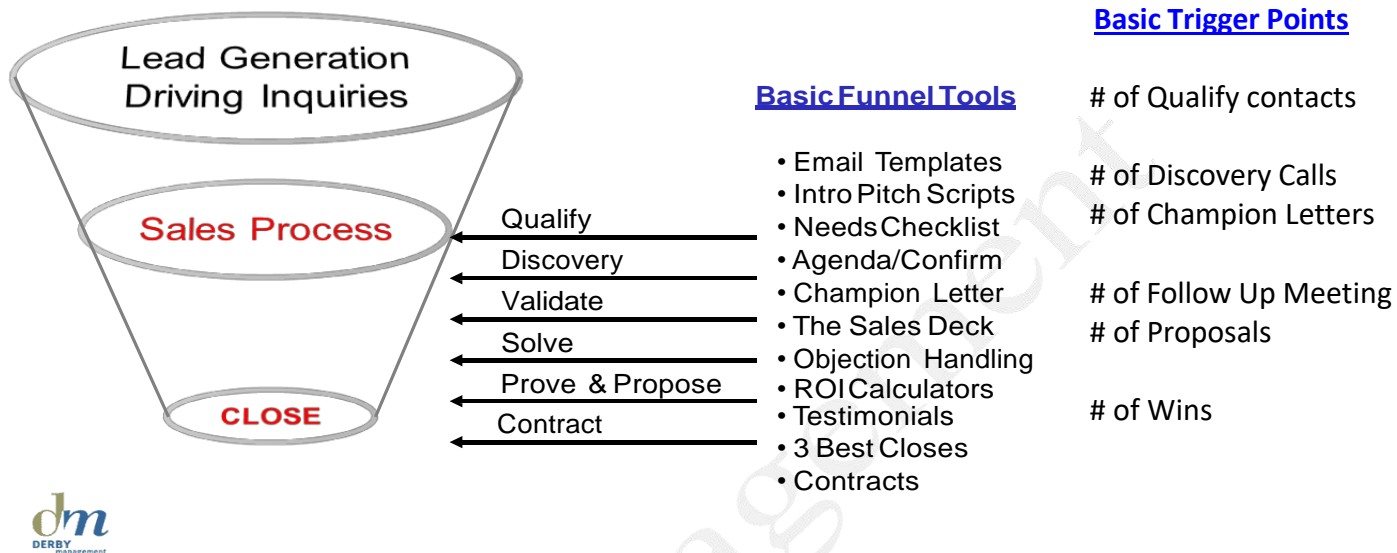 Basic Trigger Points
Lead Generation
Driving Inquiries
Basic Funnel Tools
# of Qualify contacts
• Email Templates
• Intro Pitch Scripts
• Needs Checklist
• Agenda/Confirm
• Champion Letter
• The Sales Deck
• Objection Handling
• ROI Calculators
• Testimonials
• 3 Best Closes
• Contracts
# of Discovery Calls
# of Champion Letters
# of Follow Up Meeting
# of Proposals
# of Wins
Sales Process
Qualify
Discovery
Validate
Solve
Prove & Propose
Contract
CLOSE
dm
DERBY
management
agement